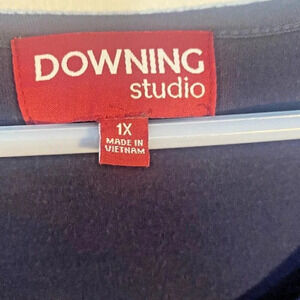 DOWNING
studio
1X
MADE IN
VIETNAM